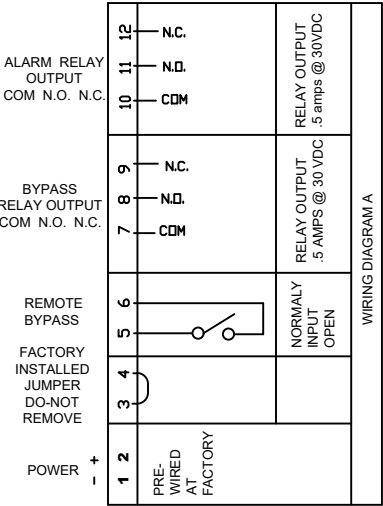 ALARM RELAY
OUTPUT
COM N.O. N.C.
12
N.C.
11
N.O.
10
COM
RELAY OUTPUT
.5 amps @ 30VDC
BYPASS
RELAY OUTPUT
COM N.O. N.C.
9
N.C.
8
N.O.
7
COM
RELAY OUTPUT
.5 AMPS @ 30 VDC
REMOTE
BYPASS
6
5
NORMALY
INPUT
OPEN
FACTORY
INSTALLED
JUMPER
DO-NOT
REMOVE
4
3
POWER
- +
1 2
PRE-
WIRED
AT
FACTORY
WIRING DIAGRAM A